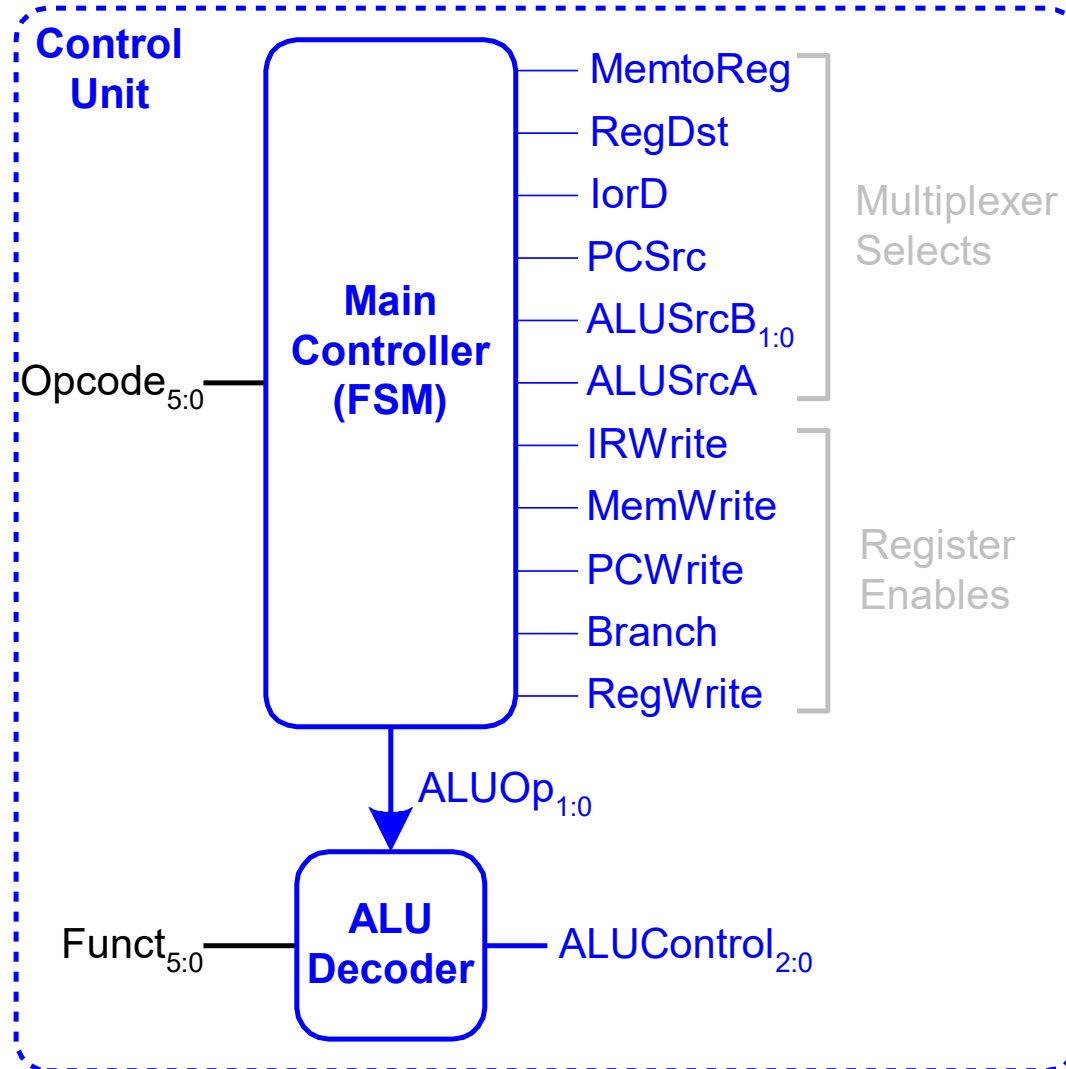 Control
Unit
MemtoReg
RegDst
IorD
PCSrc
ALUSrcB1:0
ALUSrcA
IRWrite
MemWrite
PCWrite
Branch
RegWrite
Multiplexer
Selects
Register
Enables
Main
Controller
(FSM)
Opcode5:0
ALUOp1:0
ALU
Decoder
Funct5:0
ALUControl2:0